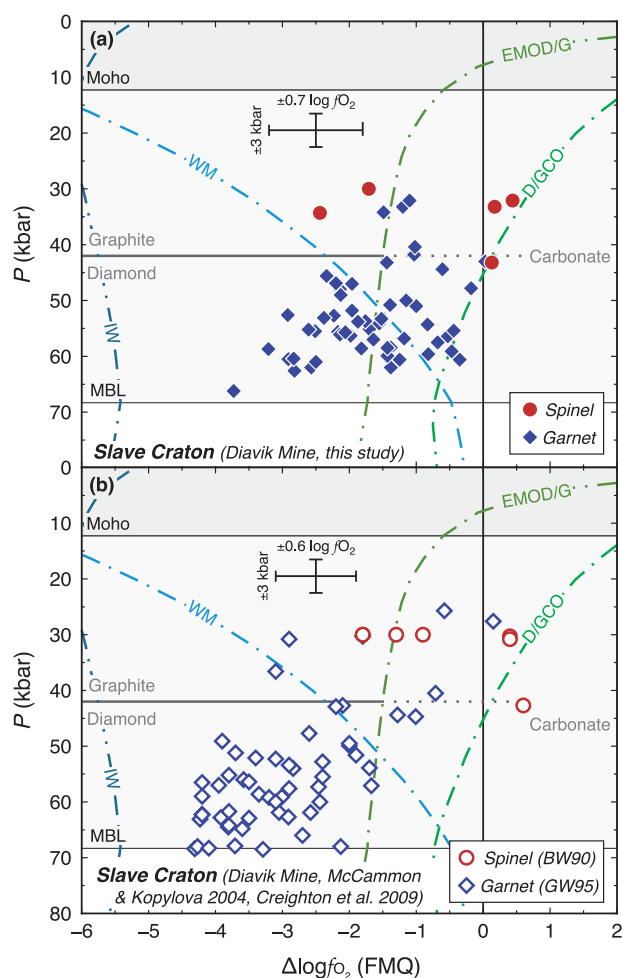 0
(a)
EMOD/G
10
Moho
±0.7 log fO₂
±3 kbar
20
WM
D/GCO
30
P (kbar)
40
Graphite
Carbonate
Diamond
50
IW
60
MBL
70
Spinel
Garnet
Slave Craton (Diavik Mine, this study)
0
(b)
EMOD/G
10
Moho
±0.6 log fO₂
±3 kbar
20
WM
D/GCO
30
P (kbar)
40
Graphite
Carbonate
Diamond
50
IW
60
MBL
70
Spinel (BW90)
Garnet (GW95)
Slave Craton (Diavik Mine, McCammon
& Kopylova 2004, Creighton et al. 2009)
80
−6 −5 −4 −3 −2 −1 0 1 2
Δlogfo₂ (FMQ)